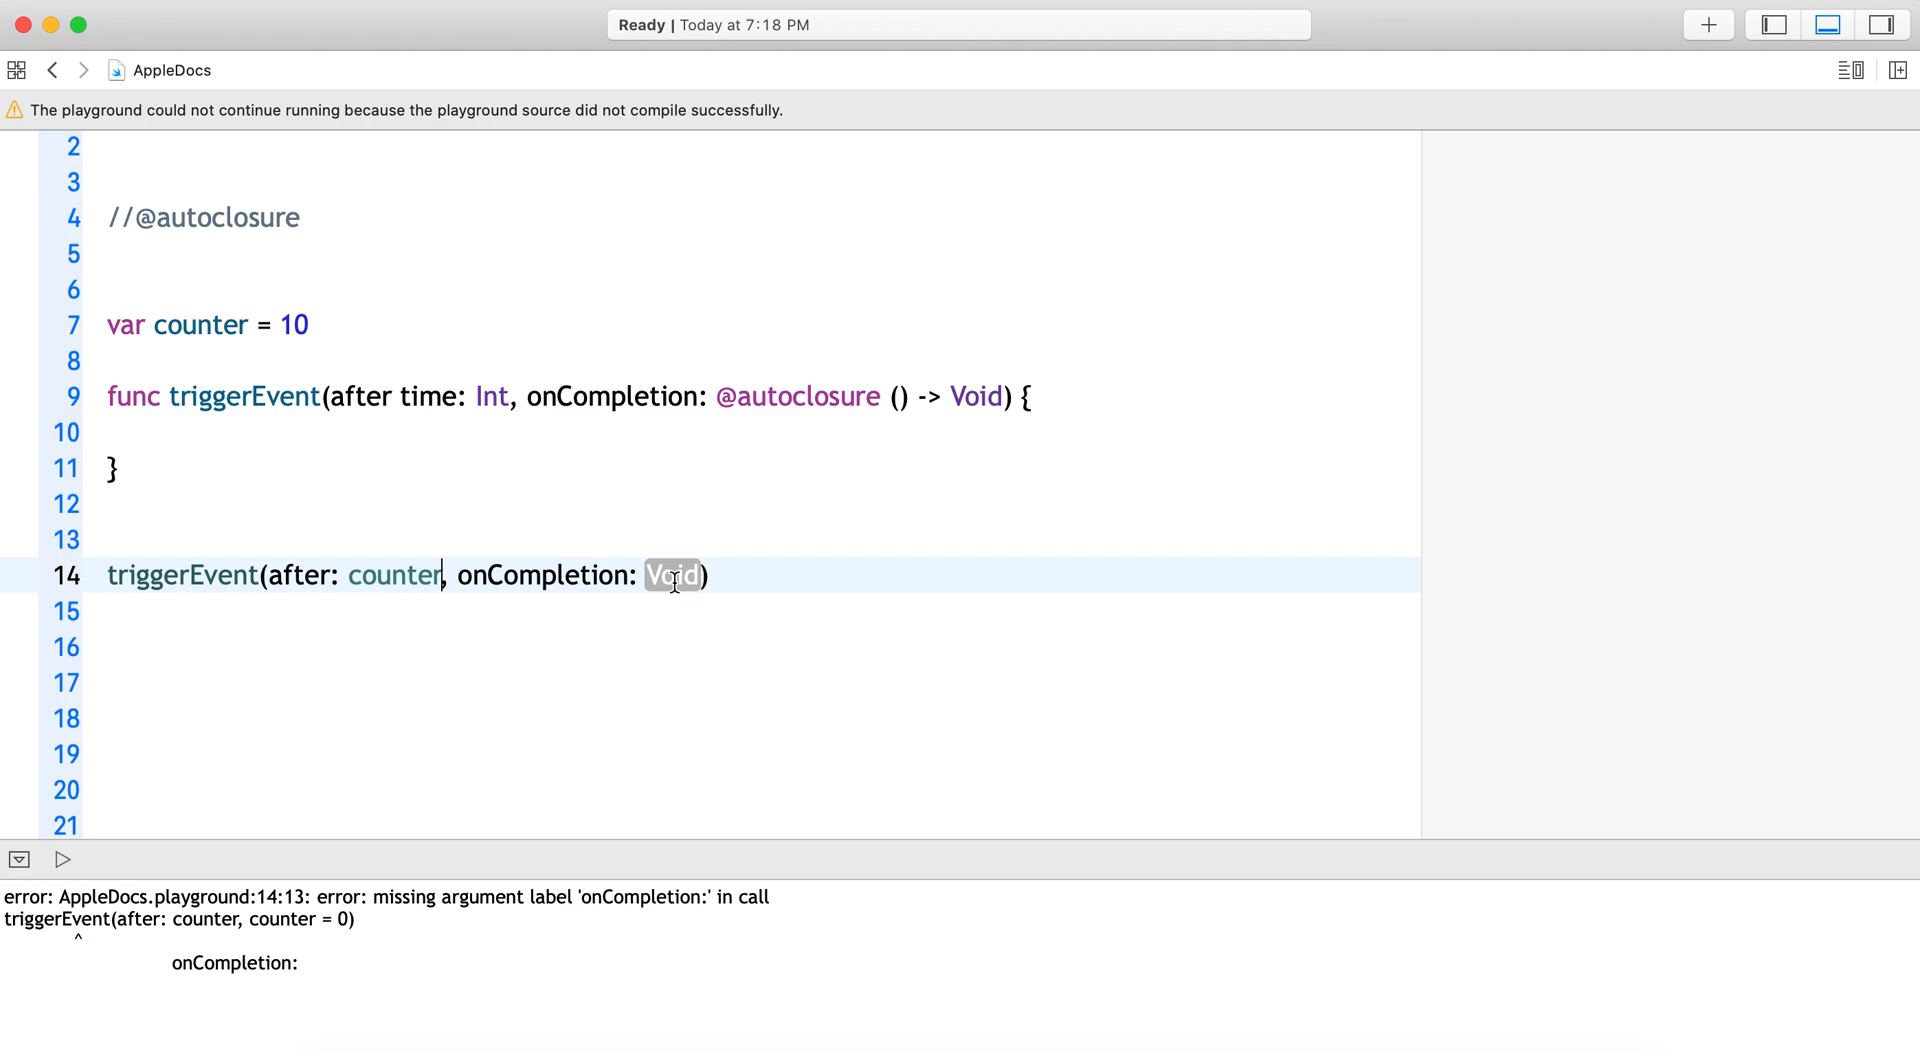 Ready | Today at 7:18 PM
AppleDocs
The playground could not continue running because the playground source did not compile successfully.
2
3
4 //@autoclosure
5
6
7 var counter = 10
8
9 func triggerEvent(after time: Int, onCompletion: @autoclosure () -> Void) {
10
11 }
12
13
14 triggerEvent(after: counter, onCompletion: Void)
15
16
17
18
19
20
21
error: AppleDocs.playground:14:13: error: missing argument label 'onCompletion:' in call
triggerEvent(after: counter, counter = 0)
^
onCompletion: